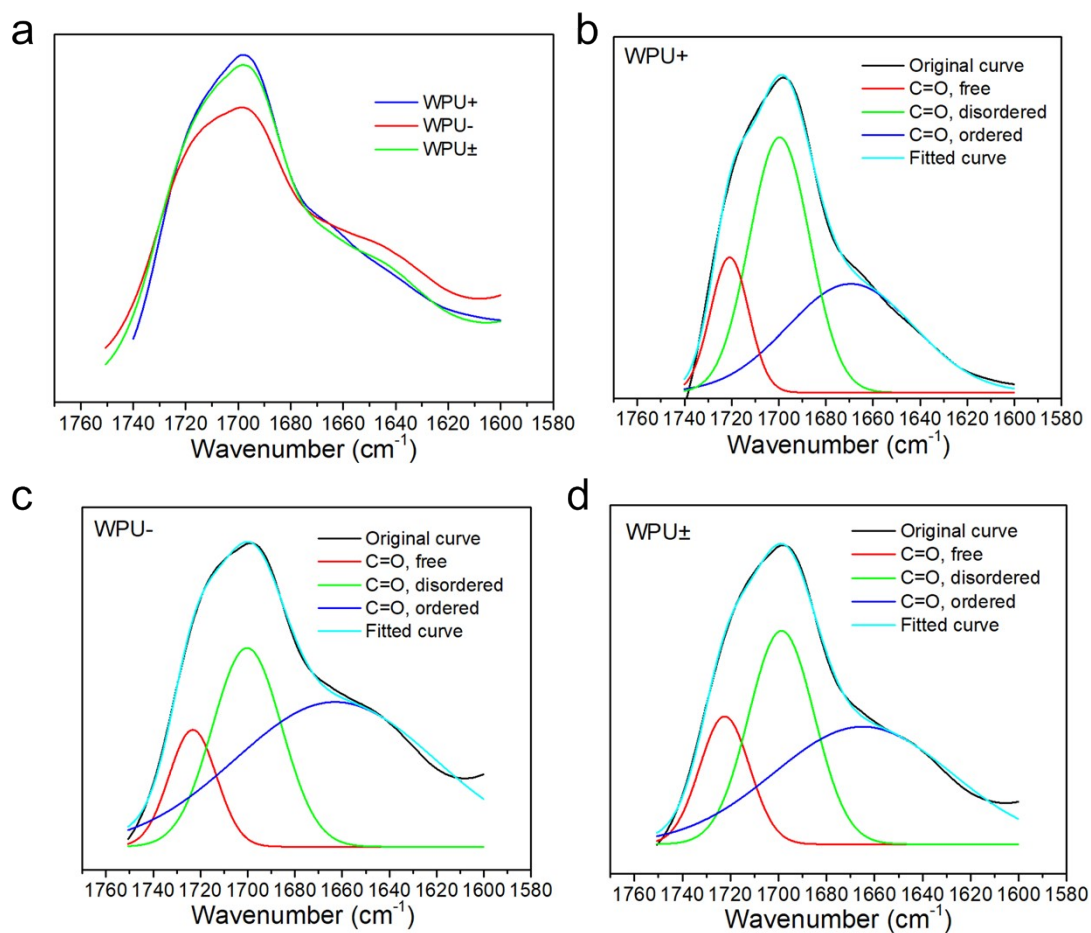 a
WPU+
WPU-
WPU±
1760 1740 1720 1700 1680 1660 1640 1620 1600 1580
Wavenumber (cm⁻¹)
b
WPU+
Original curve
C=O, free
C=O, disordered
C=O, ordered
Fitted curve
1760 1740 1720 1700 1680 1660 1640 1620 1600 1580
Wavenumber (cm⁻¹)
c
WPU-
Original curve
C=O, free
C=O, disordered
C=O, ordered
Fitted curve
1760 1740 1720 1700 1680 1660 1640 1620 1600 1580
Wavenumber (cm⁻¹)
d
WPU±
Original curve
C=O, free
C=O, disordered
C=O, ordered
Fitted curve
1760 1740 1720 1700 1680 1660 1640 1620 1600 1580
Wavenumber (cm⁻¹)